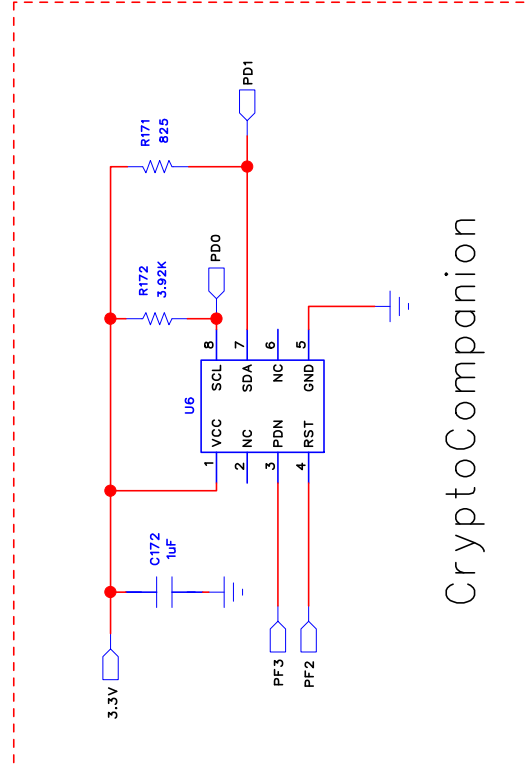 3.3V
C172
1uF
R172
3.92K
R171
825
PD0
PD1
U6
1
VCC
2
NC
3
PDN
4
RST
SCL
8
SDA
7
NC
6
GND
5
PF3
PF2
CryptoCompanion